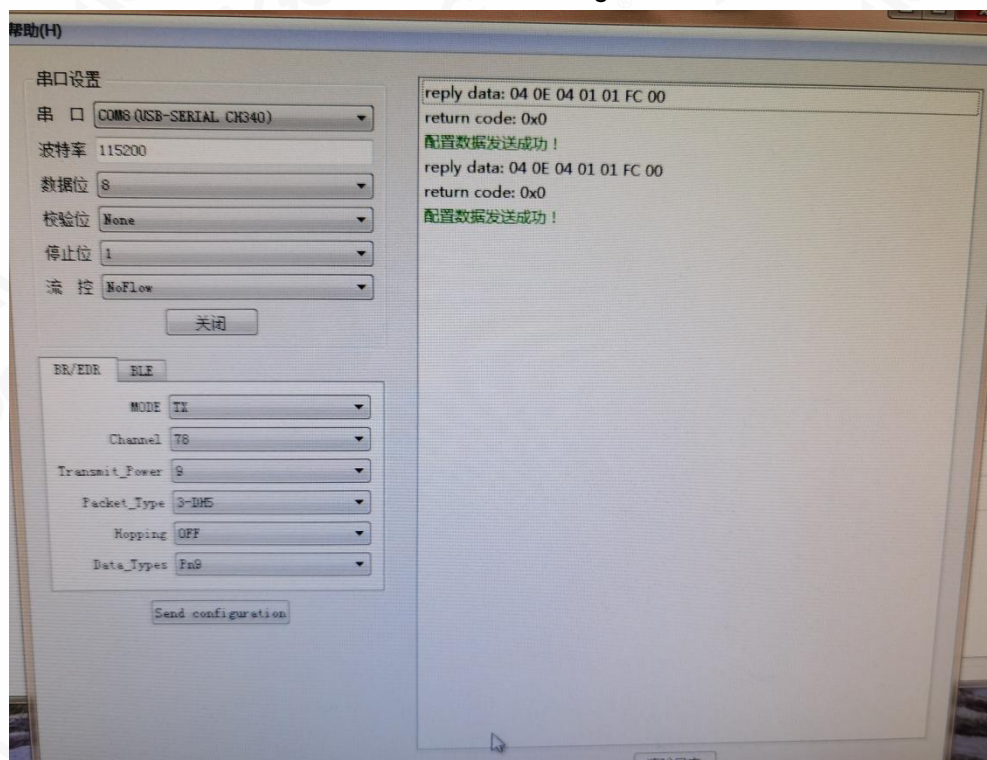 帮助(H)
串口设置
串 口 COM8 (USB-SERIAL CH340)
波特率 115200
数据位 8
校验位 None
停止位 1
流 控 NoFlow
关闭
BR/EDR BLE
MODE TX
Channel 78
Transmit_Power 9
Packet_Type 3-DH5
Hopping OFF
Data_Types Pn9
Send configuration
reply data: 04 0E 04 01 01 FC 00
return code: 0x0
配置数据发送成功！
reply data: 04 0E 04 01 01 FC 00
return code: 0x0
配置数据发送成功！